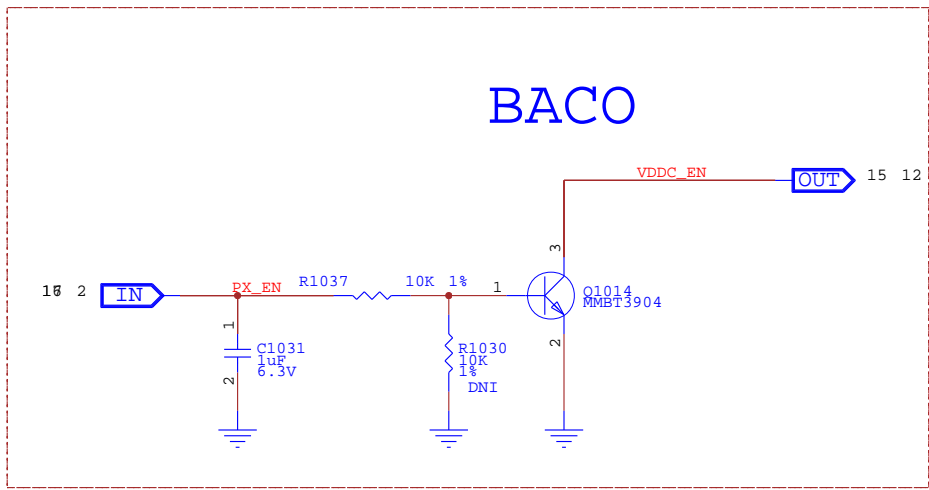 BACO
VDDC_EN
OUT
15 12
3
2
IN
PX_EN
R1037
10K 1%
1
Q1014
MMBT3904
1
C1031
1uF
6.3V
2
R1030
10K
1%
DNI
2